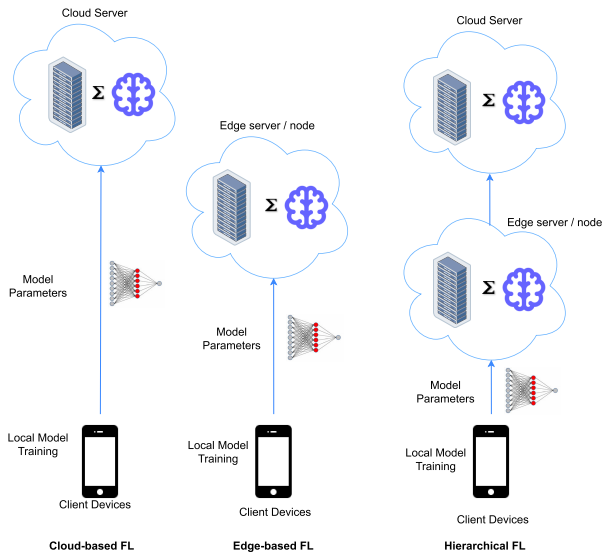 Cloud Server
Σ
Model
Parameters
Local Model
Training
Client Devices
Cloud-based FL
Edge server / node
Σ
Model
Parameters
Local Model
Training
Client Devices
Edge-based FL
Cloud Server
Σ
Edge server / node
Σ
Model
Parameters
Local Model
Training
Client Devices
Hierarchical FL